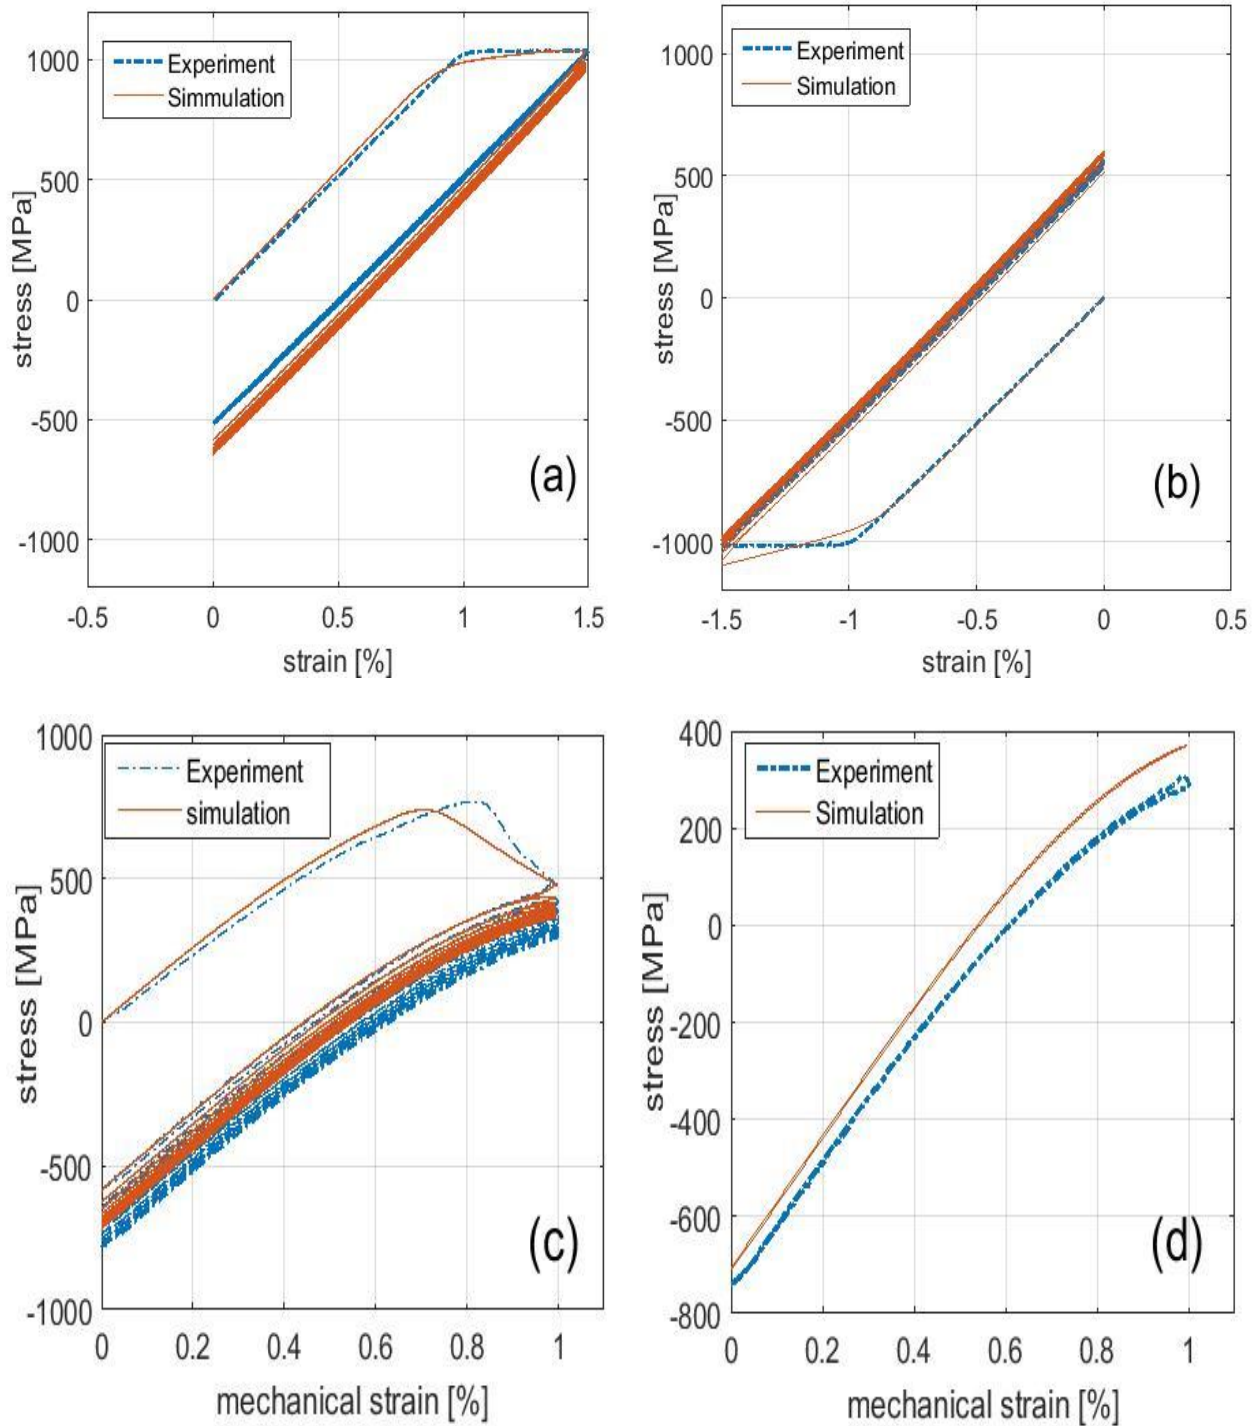 1000
500
0
-500
-1000
stress [MPa]
Experiment
Simmulation
(a)
-0.5
0
0.5
1
1.5
strain [%]
1000
500
0
-500
-1000
stress [MPa]
Experiment
Simulation
(b)
-1.5
-1
-0.5
0
0.5
strain [%]
1000
500
0
-500
-1000
stress [MPa]
Experiment
simulation
(c)
0
0.2
0.4
0.6
0.8
1
mechanical strain [%]
400
200
0
-200
-400
-600
-800
stress [MPa]
Experiment
Simulation
(d)
0
0.2
0.4
0.6
0.8
1
mechanical strain [%]